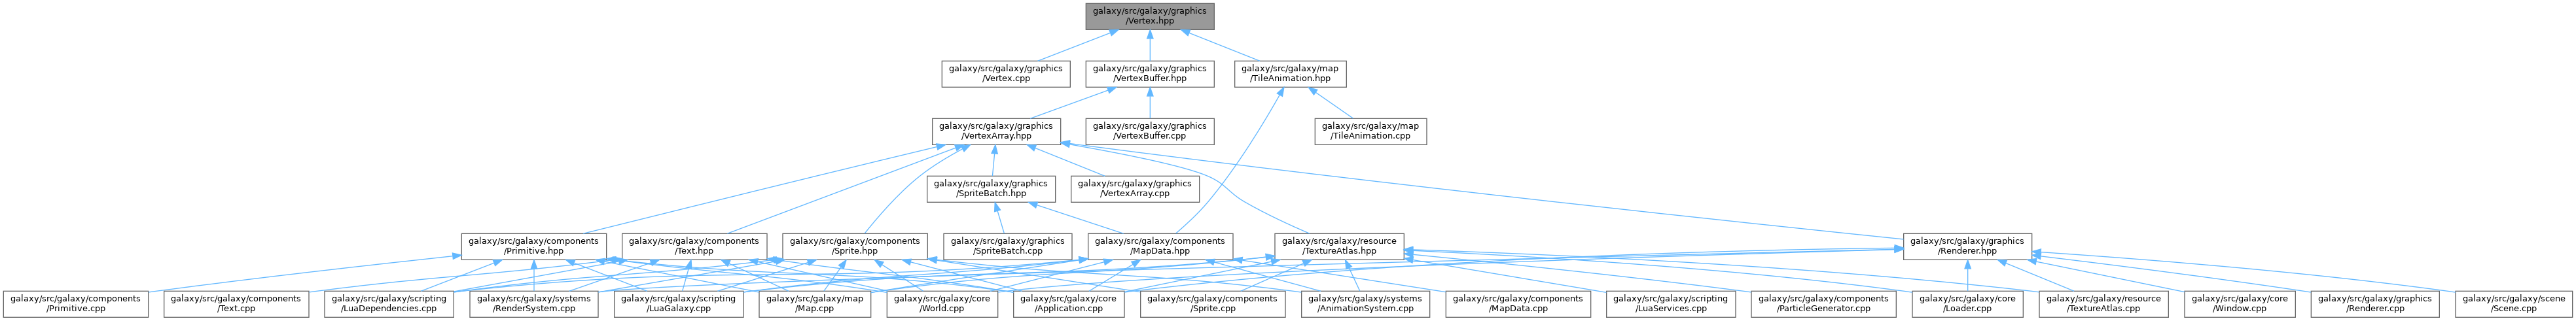 galaxy/src/galaxy/graphics
/Vertex.hpp
galaxy/src/galaxy/graphics
/Vertex.cpp
galaxy/src/galaxy/graphics
/VertexBuffer.hpp
galaxy/src/galaxy/map
/TileAnimation.hpp
galaxy/src/galaxy/graphics
/VertexArray.hpp
galaxy/src/galaxy/graphics
/VertexBuffer.cpp
galaxy/src/galaxy/map
/TileAnimation.cpp
galaxy/src/galaxy/graphics
/SpriteBatch.hpp
galaxy/src/galaxy/graphics
/VertexArray.cpp
galaxy/src/galaxy/components
/Primitive.hpp
galaxy/src/galaxy/components
/Text.hpp
galaxy/src/galaxy/components
/Sprite.hpp
galaxy/src/galaxy/graphics
/SpriteBatch.cpp
galaxy/src/galaxy/components
/MapData.hpp
galaxy/src/galaxy/resource
/TextureAtlas.hpp
galaxy/src/galaxy/graphics
/Renderer.hpp
galaxy/src/galaxy/components
/Primitive.cpp
galaxy/src/galaxy/components
/Text.cpp
galaxy/src/galaxy/scripting
/LuaDependencies.cpp
galaxy/src/galaxy/systems
/RenderSystem.cpp
galaxy/src/galaxy/scripting
/LuaGalaxy.cpp
galaxy/src/galaxy/map
/Map.cpp
galaxy/src/galaxy/core
/World.cpp
galaxy/src/galaxy/core
/Application.cpp
galaxy/src/galaxy/components
/Sprite.cpp
galaxy/src/galaxy/systems
/AnimationSystem.cpp
galaxy/src/galaxy/components
/MapData.cpp
galaxy/src/galaxy/scripting
/LuaServices.cpp
galaxy/src/galaxy/components
/ParticleGenerator.cpp
galaxy/src/galaxy/core
/Loader.cpp
galaxy/src/galaxy/resource
/TextureAtlas.cpp
galaxy/src/galaxy/core
/Window.cpp
galaxy/src/galaxy/graphics
/Renderer.cpp
galaxy/src/galaxy/scene
/Scene.cpp